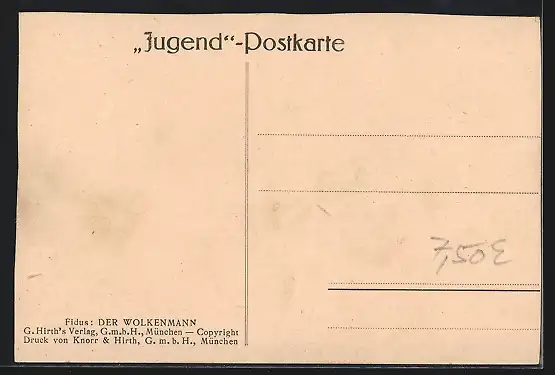 „Jugend“-Postkarte
7,50€
Fidus: DER WOLKENMANN
G. Hirth's Verlag, G.m.b.H., München — Copyright
Druck von Knorr & Hirth, G. m. b. H., München